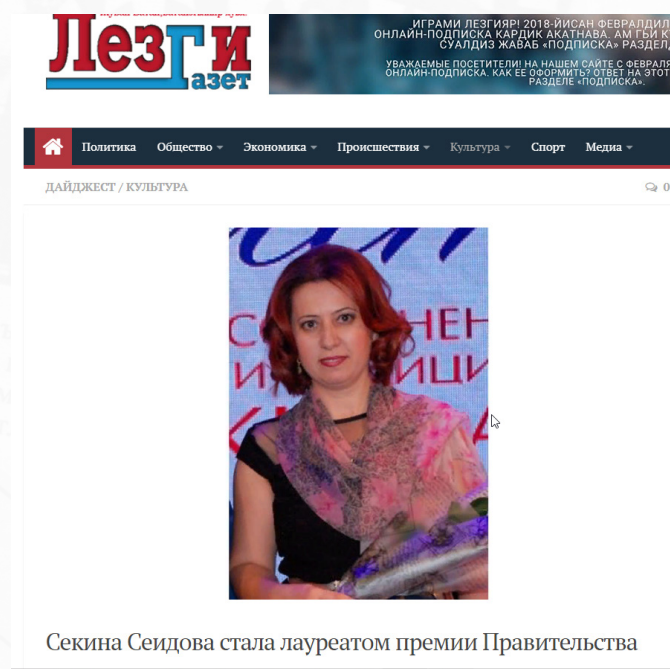 Лезги
газет
ИГРАМИ ЛЕЗГИЯР! 2018-ЙИСАН ФЕВРАЛДИЛ
ОНЛАЙН-ПОДПИСКА КАРДИК АКАТНАВА. АМ ГЬИ
СУАЛДИЗ ЖАВАБ «ПОДПИСКА» РАЗДЕЛ
УВАЖАЕМЫЕ ПОСЕТИТЕЛИ! НА НАШЕМ САЙТЕ С ФЕВРАЛЯ
ОНЛАЙН-ПОДПИСКА. КАК ЕЕ ОФОРМИТЬ? ОТВЕТ НА ЭТОТ
РАЗДЕЛЕ «ПОДПИСКА».
Политика Общество Экономика Происшествия Культура Спорт Медиа
ДАЙДЖЕСТ / КУЛЬТУРА 0
Секина Сеидова стала лауреатом премии Правительства